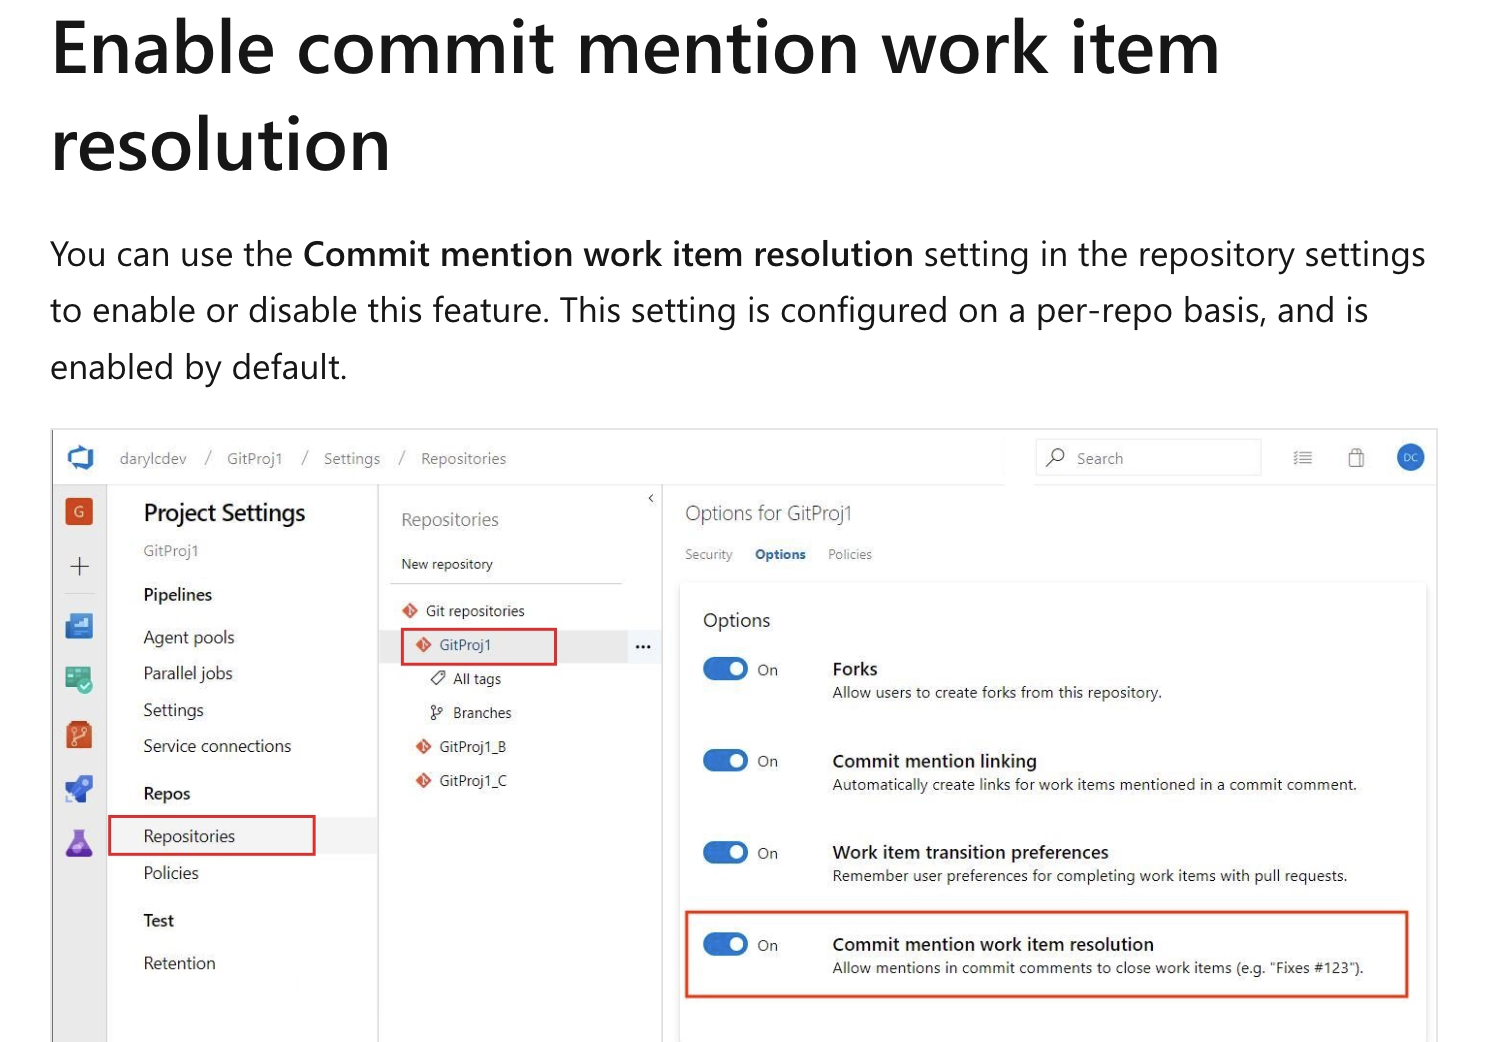 Enable commit mention work item
resolution
You can use the Commit mention work item resolution setting in the repository settings
to enable or disable this feature. This setting is configured on a per-repo basis, and is
enabled by default.
darylcdev / GitProj1 / Settings / Repositories
Search
DC
G
Project Settings
GitProj1
Pipelines
Agent pools
Parallel jobs
Settings
Service connections
Repos
Repositories
Policies
Test
Retention
Repositories
New repository
Git repositories
GitProj1
All tags
Branches
GitProj1_B
GitProj1_C
Options for GitProj1
Security Options Policies
Options
On Forks
Allow users to create forks from this repository.
On Commit mention linking
Automatically create links for work items mentioned in a commit comment.
On Work item transition preferences
Remember user preferences for completing work items with pull requests.
On Commit mention work item resolution
Allow mentions in commit comments to close work items (e.g. "Fixes #123").